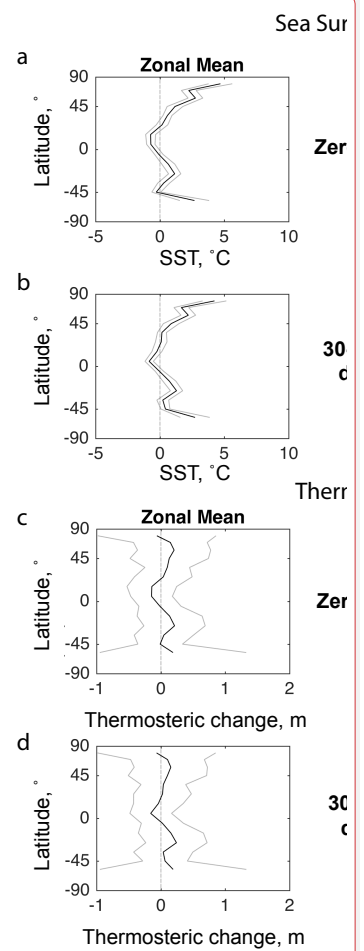 Sea Sur
a
Zonal Mean
90
45
0
-45
-90
Latitude, °
-5 0 5 10
SST, ˚C
Zer
b
90
45
0
-45
-90
Latitude, °
-5 0 5 10
SST, ˚C
30
d
Therr
c
Zonal Mean
90
45
0
-45
-90
Latitude, °
-1 0 1 2
Thermosteric change, m
Zer
d
90
45
0
-45
-90
Latitude, °
-1 0 1 2
Thermosteric change, m
30
d